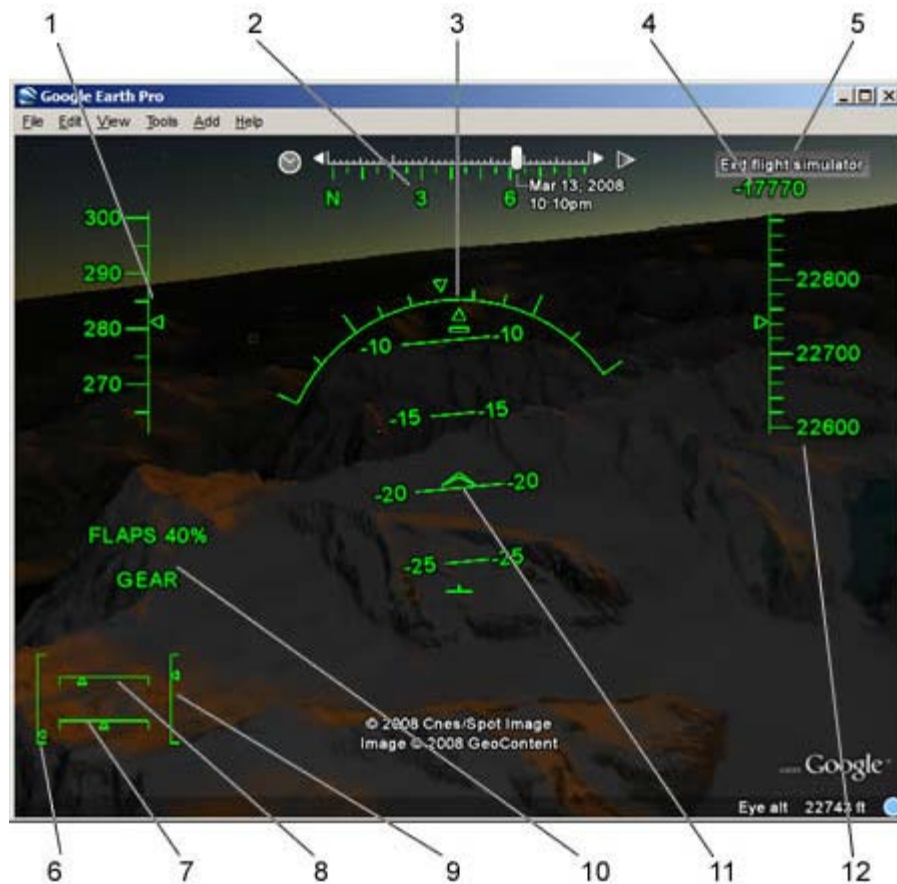 1 2 3 4 5
Google Earth Pro
File Edit View Tools Add Help
Exit flight simulator
-17770
N 3 6
Mar 13, 2008
10:10pm
300
290
280
270
22800
22700
22600
-10 -10
-15 -15
-20 -20
-25 -25
FLAPS 40%
GEAR
© 2008 Cnes/Spot Image
Image © 2008 GeoContent
Google
Eye alt 22743 ft
6 7 8 9 10 11 12